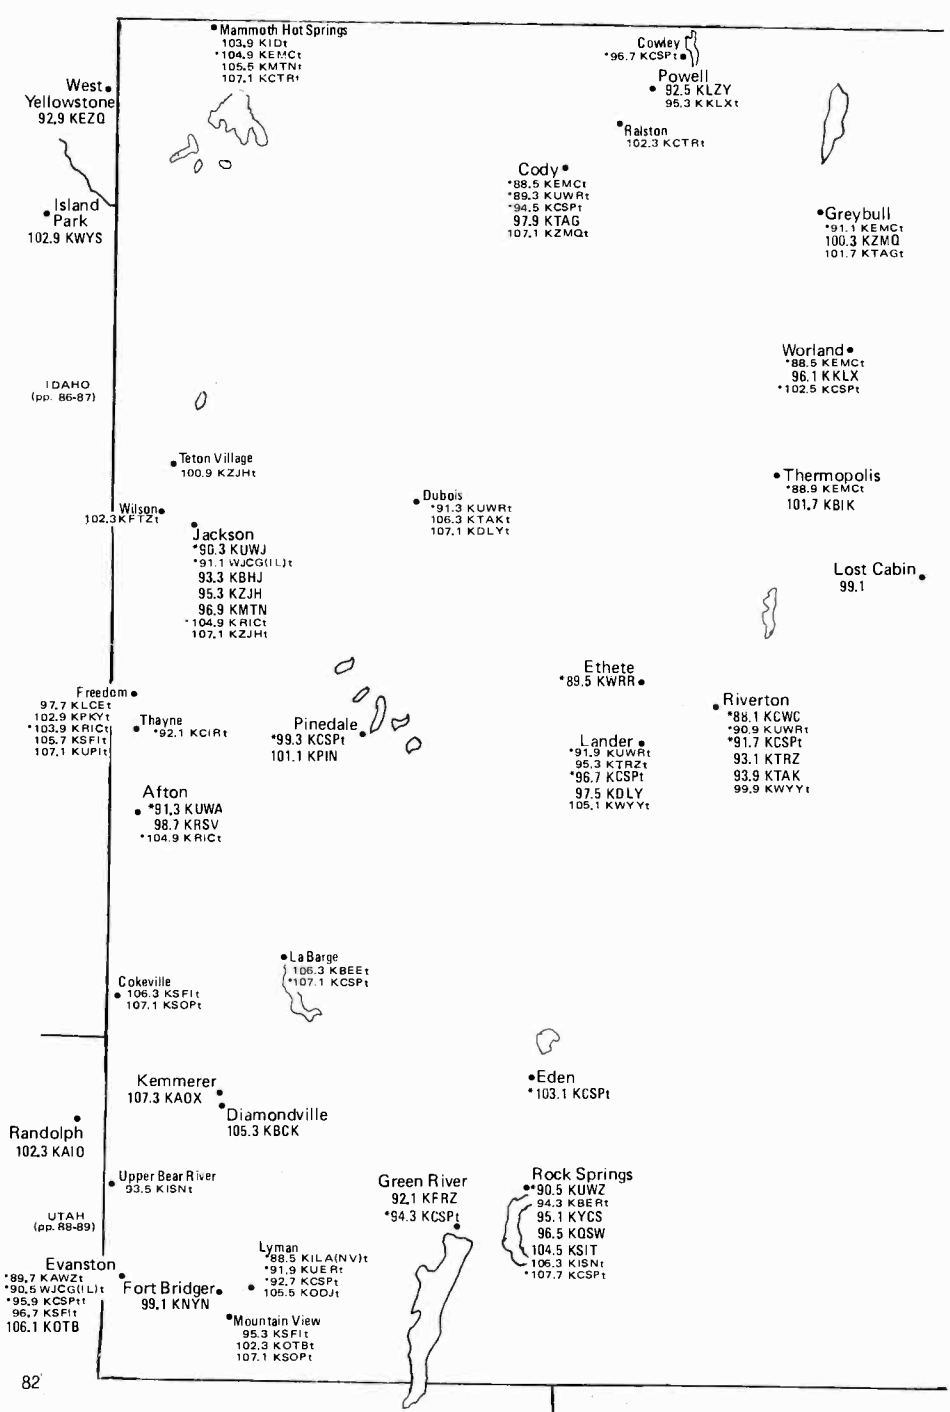 Mammoth Hot Springs
103.9 KIDt
*104.9 KEMCt
105.5 KMTNt
107.1 KCTRt
Cowley
*96.7 KCSPt
Powell
92.5 KLZY
95.3 KKLXt
West
Yellowstone
92.9 KEZQ
Ralston
102.3 KCTRt
Cody
*88.5 KEMCt
*89.3 KUWRt
*94.5 KCSPt
97.9 KTAG
107.1 KZMQt
Island
Park
102.9 KWYS
Greybull
*91.1 KEMCt
100.3 KZMQ
101.7 KTAGt
Worland
*88.5 KEMCt
96.1 KKLX
*102.5 KCSPt
IDAHO
(pp. 86-87)
Teton Village
100.9 KZJHt
Thermopolis
*88.9 KEMCt
101.7 KBIK
Dubois
*91.3 KUWRt
106.3 KTAKt
107.1 KDLYt
Wilson
102.3 KFTZt
Jackson
*90.3 KUWJ
*91.1 WJCG(IL)t
93.3 KBHJ
95.3 KZJH
96.9 KMTN
*104.9 KRICt
107.1 KZJHt
Lost Cabin
99.1
Ethete
*89.5 KWRR
Freedom
97.7 KLCEt
102.9 KPKYt
*103.9 KRICt
105.7 KSFIt
107.1 KUPIt
Thayne
*92.1 KCIRt
Pinedale
*99.3 KCSPt
101.1 KPIN
Riverton
*88.1 KCWC
*90.9 KUWRt
*91.7 KCSPt
93.1 KTRZ
93.9 KTAK
99.9 KWYYt
Lander
*91.9 KUWRt
95.3 KTRZt
*96.7 KCSPt
97.5 KDLY
105.1 KWYYt
Afton
*91.3 KUWA
98.7 KRSV
*104.9 KRICt
La Barge
106.3 KBEEt
*107.1 KCSPt
Cokeville
106.3 KSFIt
107.1 KSOPt
Kemmerer
107.3 KAOX
Eden
*103.1 KCSPt
Diamondville
105.3 KBCK
Randolph
102.3 KAIO
Upper Bear River
93.5 KISNt
Green River
92.1 KFRZ
*94.3 KCSPt
Rock Springs
*90.5 KUWZ
94.3 KBERt
95.1 KYCS
96.5 KQSW
104.5 KSIT
106.3 KISNt
*107.7 KCSPt
UTAH
(pp. 88-89)
Evanston
*89.7 KAWZt
*90.5 WJCG(IL)t
*95.9 KCSPtt
96.7 KSFIt
106.1 KOTB
Lyman
*88.5 KILA(NV)t
*91.9 KUERt
*92.7 KCSPt
105.5 KODJt
Fort Bridger
99.1 KNYN
Mountain View
95.3 KSFIt
102.3 KOTBt
107.1 KSOPt
82